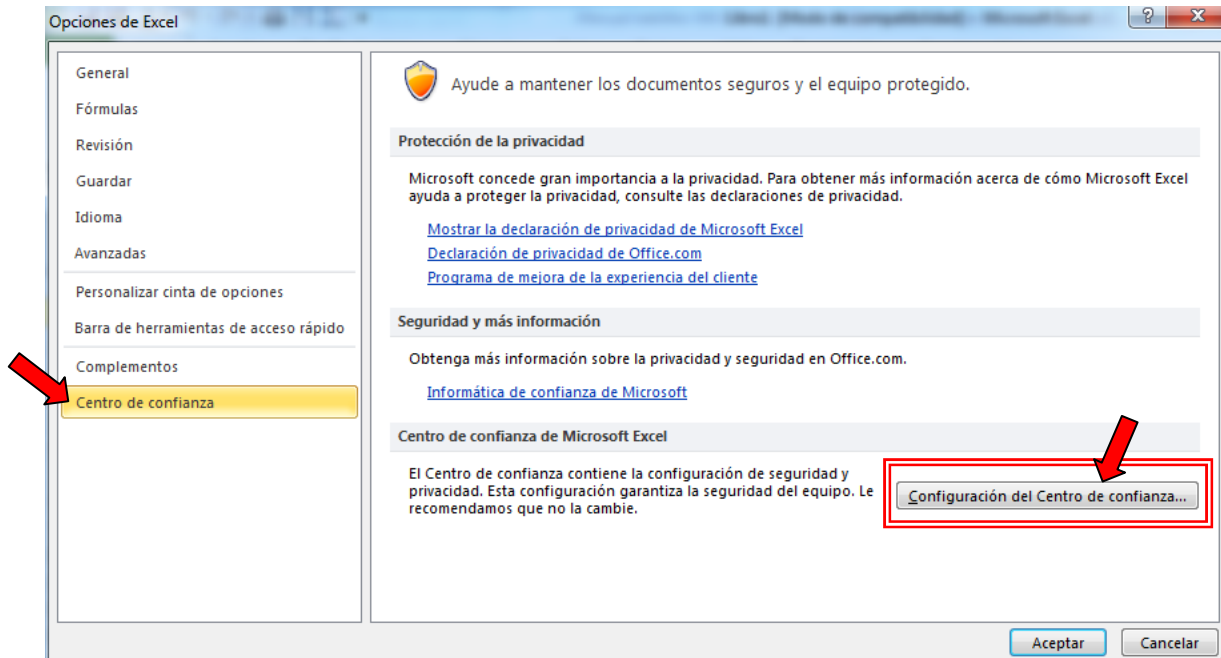 Opciones de Excel
General
Fórmulas
Revisión
Guardar
Idioma
Avanzadas
Personalizar cinta de opciones
Barra de herramientas de acceso rápido
Complementos
Centro de confianza
Ayude a mantener los documentos seguros y el equipo protegido.
Protección de la privacidad
Microsoft concede gran importancia a la privacidad. Para obtener más información acerca de cómo Microsoft Excel
ayuda a proteger la privacidad, consulte las declaraciones de privacidad.
Mostrar la declaración de privacidad de Microsoft Excel
Declaración de privacidad de Office.com
Programa de mejora de la experiencia del cliente
Seguridad y más información
Obtenga más información sobre la privacidad y seguridad en Office.com.
Informática de confianza de Microsoft
Centro de confianza de Microsoft Excel
El Centro de confianza contiene la configuración de seguridad y
privacidad. Esta configuración garantiza la seguridad del equipo. Le
recomendamos que no la cambie.
Configuración del Centro de confianza...
Aceptar
Cancelar